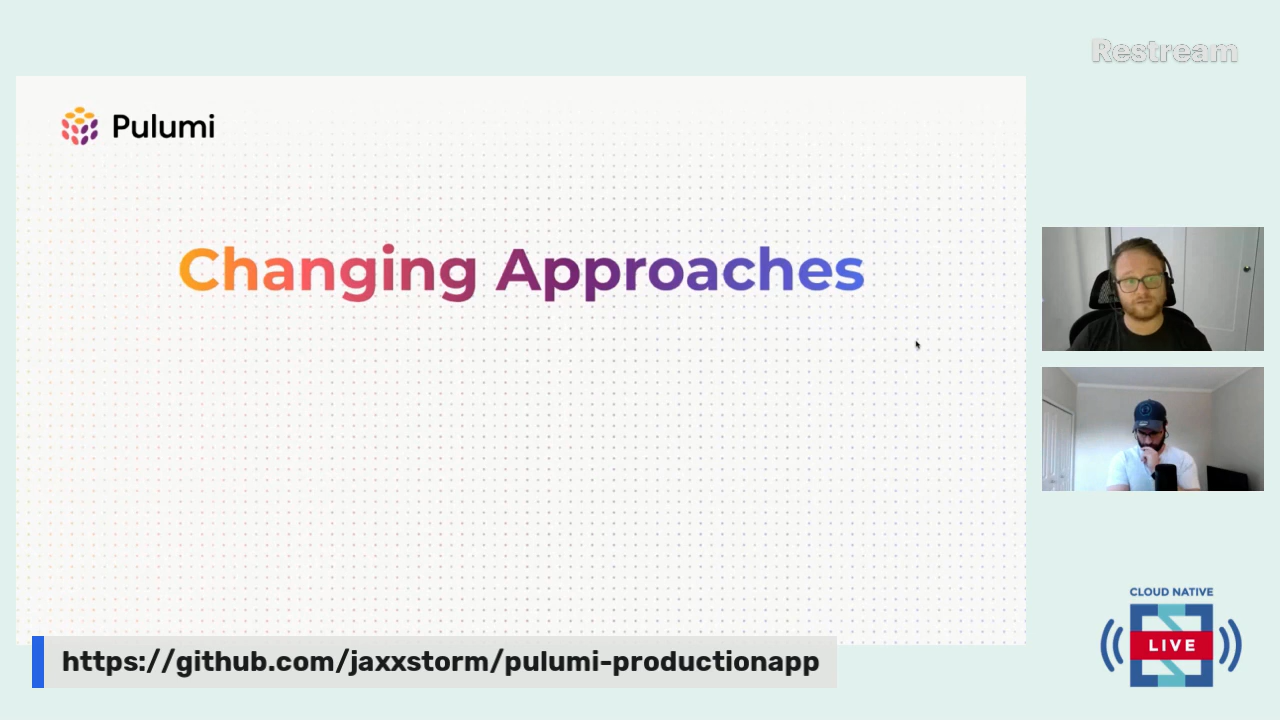 Restream
Pulumi
Changing Approaches
CLOUD NATIVE
LIVE
https://github.com/jaxxstorm/pulumi-productionapp